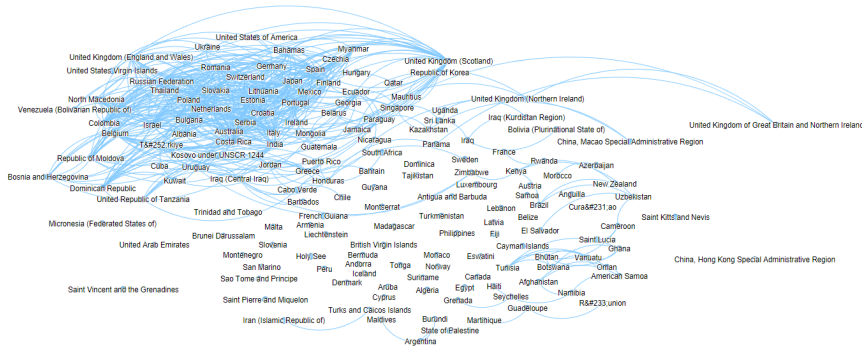 United States of America
Ukraine
Bahamas
Myanmar
United Kingdom (England and Wales)
Czechia
United Kingdom (Scotland)
United States Virgin Islands
Romania
Germany
Spain
Hungary
Republic of Korea
Russian Federation
Switzerland
Japan
Finland
Qatar
Thailand
Slovakia
Lithuania
Mexico
Ecuador
Mauritius
North Macedonia
Poland
Estonia
Portugal
Georgia
Singapore
United Kingdom (Northern Ireland)
Venezuela (Bolivarian Republic of)
Netherlands
Croatia
Belarus
Uganda
Iraq (Kurdistan Region)
Colombia
Israel
Bulgaria
Serbia
Ireland
Paraguay
Sri Lanka
United Kingdom of Great Britain and Northern Ireland
Belgium
Albania
Australia
Italy
Mongolia
Jamaica
Kazakhstan
Bolivia (Plurinational State of)
T&#252;rkiye
Costa Rica
India
Guatemala
Nicaragua
Panama
Iraq
China, Macao Special Administrative Region
Republic of Moldova
Kosovo under UNSCR 1244
Puerto Rico
South Africa
France
Cuba
Uruguay
Jordan
Greece
Bahrain
Dominica
Sweden
Rwanda
Azerbaijan
Bosnia and Herzegovina
Kuwait
Iraq (Central Iraq)
Honduras
Tajikistan
Zimbabwe
Kenya
Morocco
Dominican Republic
Cabo Verde
Guyana
Luxembourg
Austria
New Zealand
United Republic of Tanzania
Barbados
Chile
Antigua and Barbuda
Samoa
Anguilla
Uzbekistan
Trinidad and Tobago
Montserrat
Lebanon
Brazil
Cura&#231;ao
Micronesia (Federated States of)
Malta
French Guiana
Armenia
Madagascar
Turkmenistan
Latvia
Belize
Saint Kitts and Nevis
Brunei Darussalam
Liechtenstein
Philippines
Fiji
El Salvador
Cameroon
United Arab Emirates
Slovenia
British Virgin Islands
Cayman Islands
Saint Lucia
Ghana
Montenegro
Holy See
Bermuda
Monaco
Eswatini
Bhutan
Vanuatu
China, Hong Kong Special Administrative Region
San Marino
Peru
Andorra
Iceland
Tonga
Norway
Tunisia
Botswana
Oman
Sao Tome and Principe
Denmark
Suriname
Canada
Afghanistan
American Samoa
Saint Vincent and the Grenadines
Aruba
Algeria
Egypt
Haiti
Namibia
Saint Pierre and Miquelon
Cyprus
Grenada
Seychelles
R&#233;union
Turks and Caicos Islands
Guadeloupe
Iran (Islamic Republic of)
Maldives
Burundi
Martinique
State of Palestine
Argentina